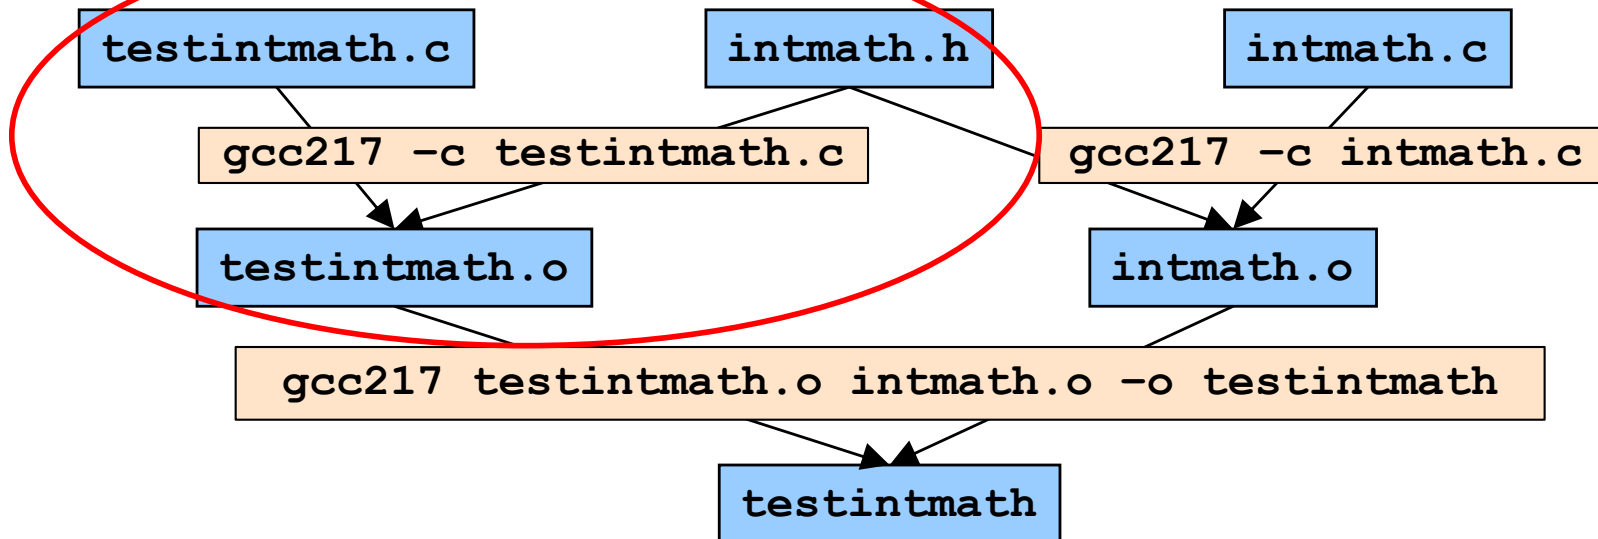 testintmath.c
intmath.h
intmath.c
gcc217 –c testintmath.c
gcc217 –c intmath.c
testintmath.o
intmath.o
gcc217 testintmath.o intmath.o –o testintmath
testintmath